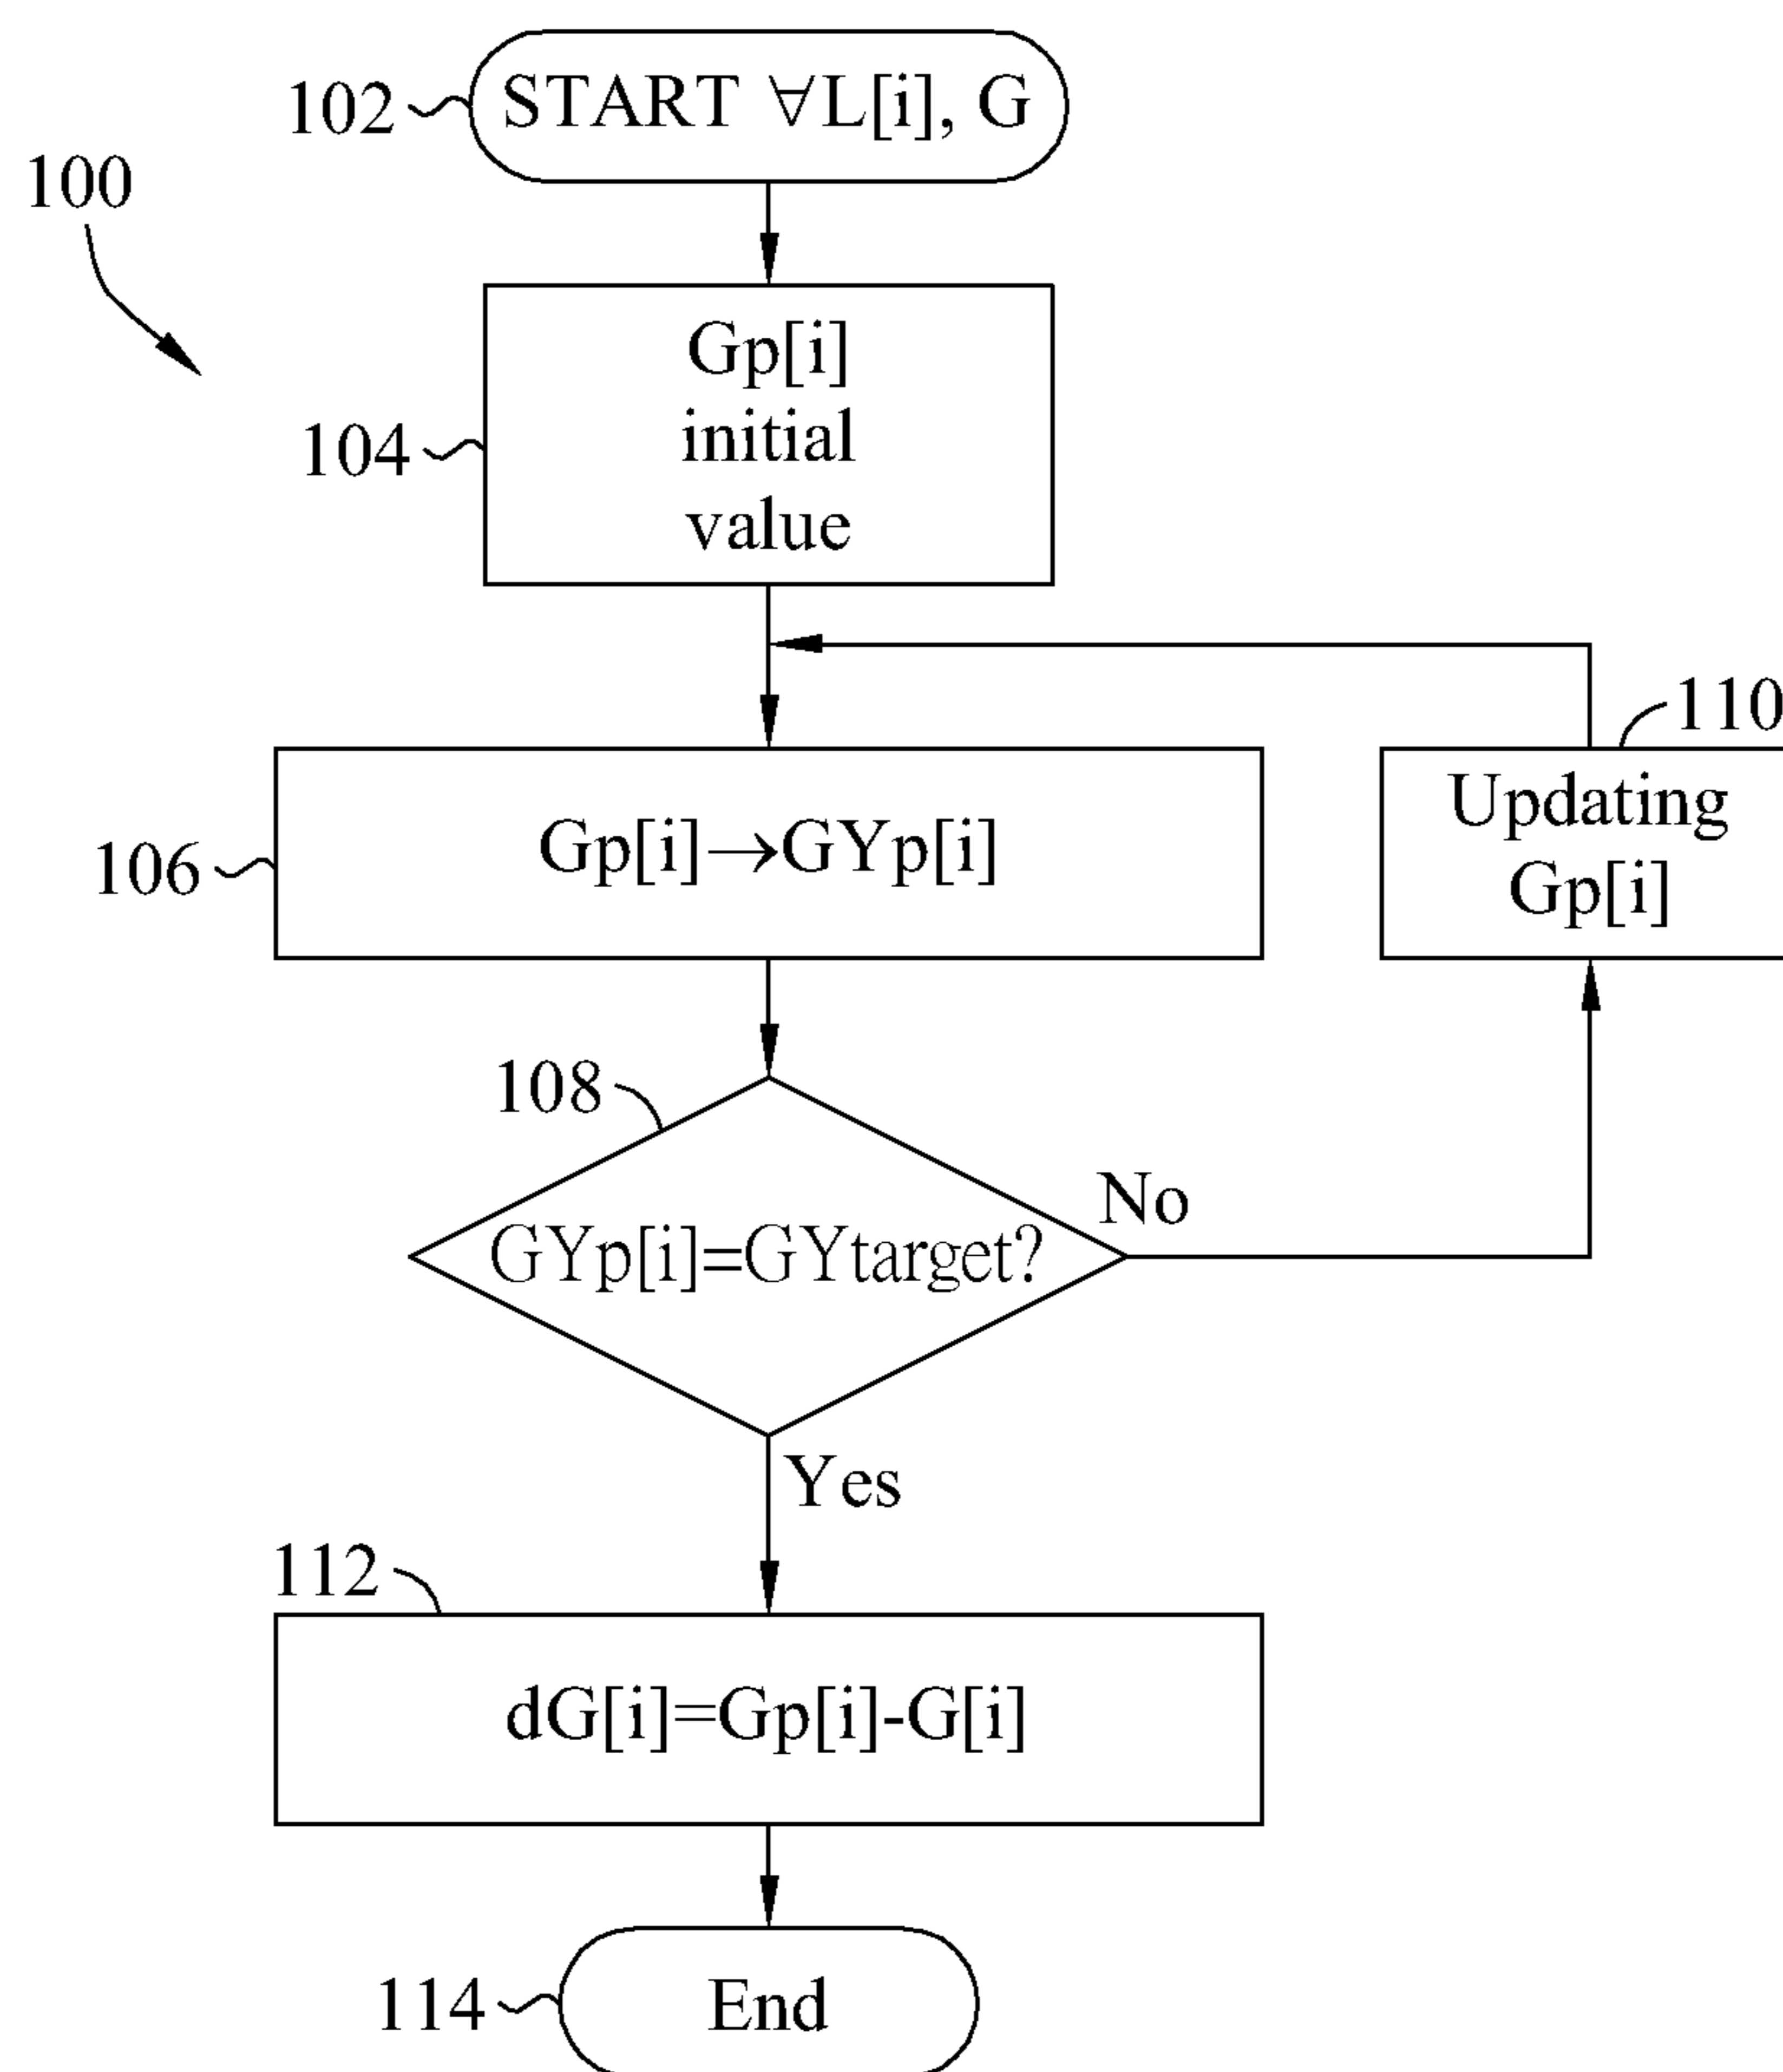 102
START ∀L[i], G
100
104
Gp[i]
initial
value
110
Updating
Gp[i]
106
Gp[i]→GYp[i]
108
GYp[i]=GYtarget?
No
Yes
112
dG[i]=Gp[i]-G[i]
114
End